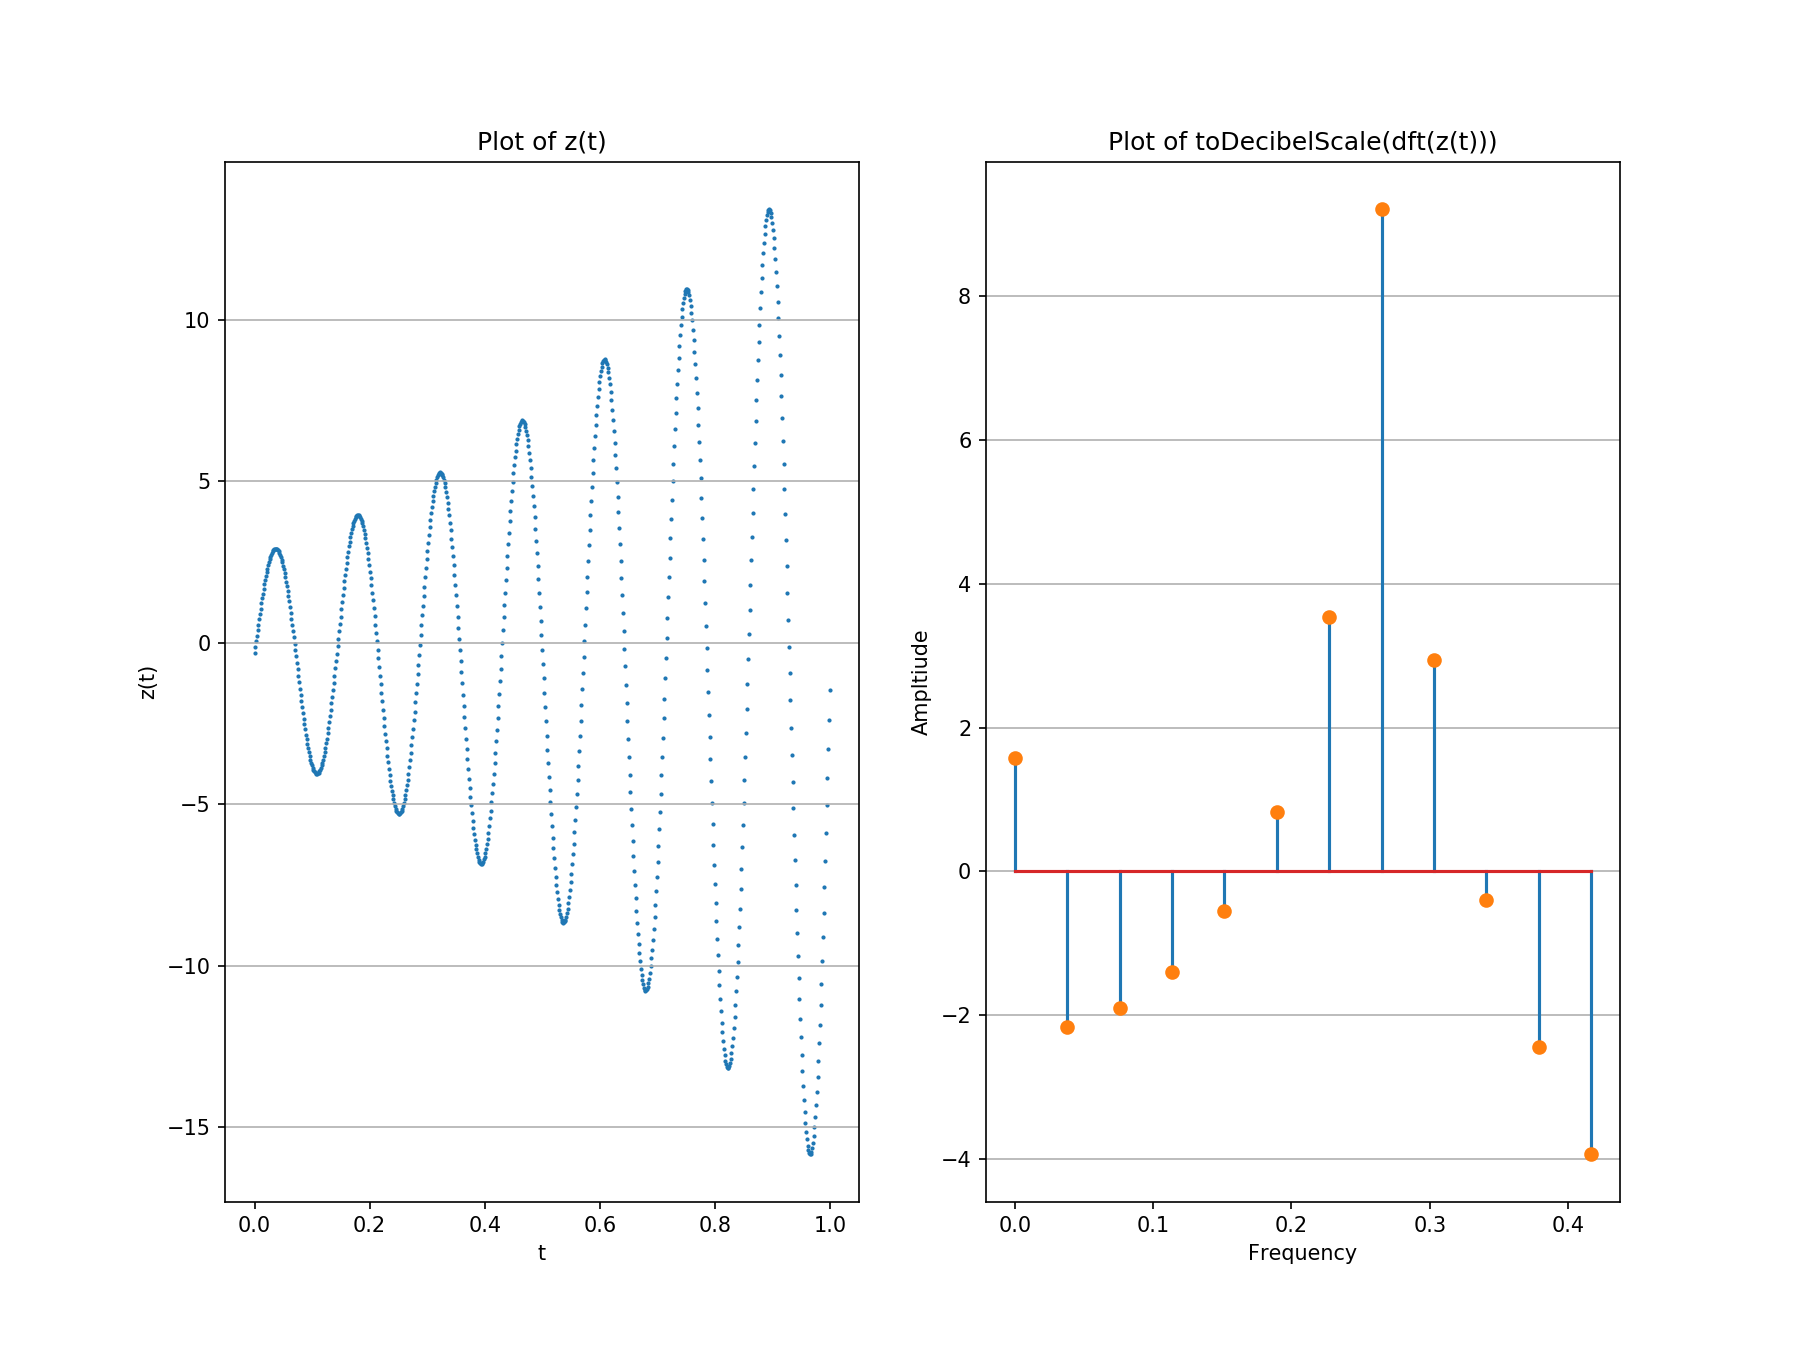 Plot of z(t)
10
5
0
−5
−10
−15
z(t)
0.0 0.2 0.4 0.6 0.8 1.0
t
Plot of toDecibelScale(dft(z(t)))
8
6
4
2
0
−2
−4
Ampltiude
0.0 0.1 0.2 0.3 0.4
Frequency